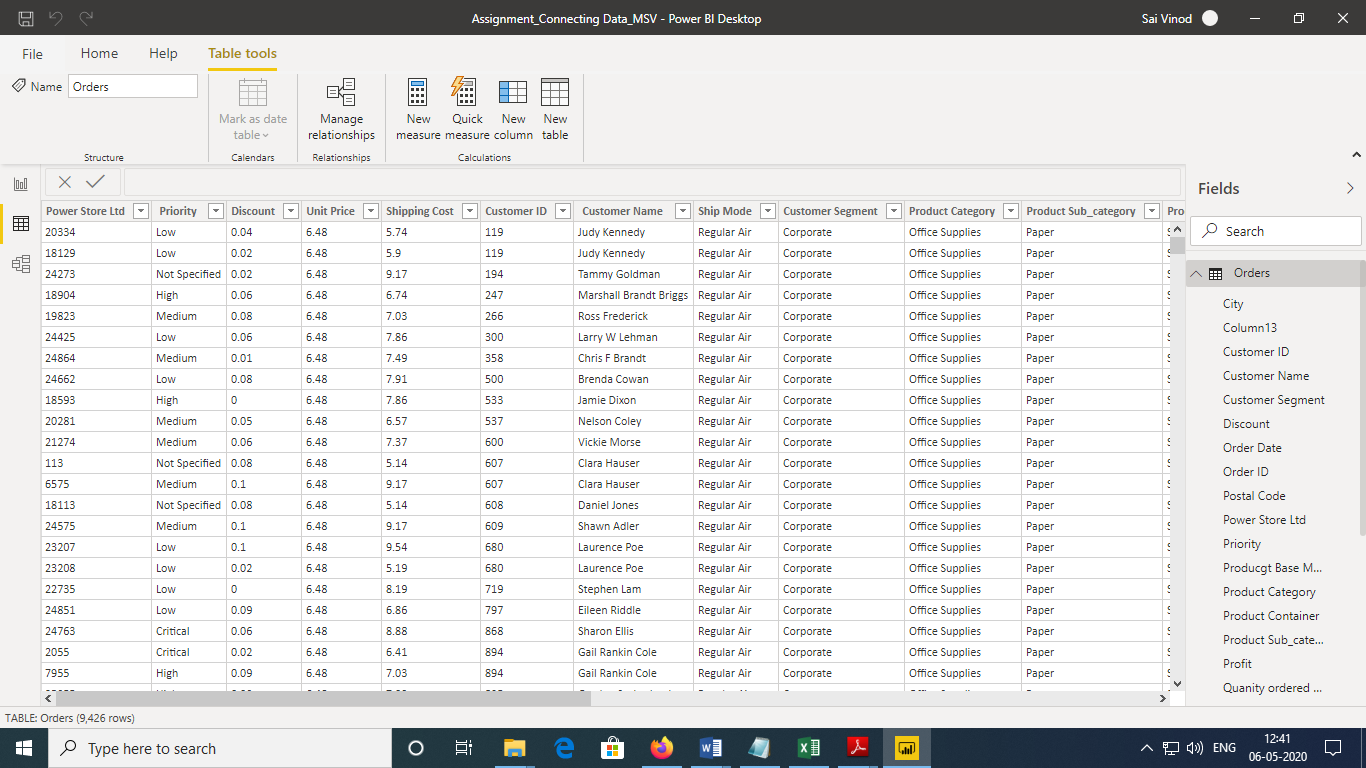 Assignment_Connecting Data_MSV - Power BI Desktop
Sai Vinod
File Home Help Table tools
Name Orders
Mark as date table
Manage relationships
New measure
Quick measure
New column
New table
Structure Calendars Relationships Calculations
Power Store Ltd Priority Discount Unit Price Shipping Cost Customer ID Customer Name Ship Mode Customer Segment Product Category Product Sub_category
20334 Low 0.04 6.48 5.74 119 Judy Kennedy Regular Air Corporate Office Supplies Paper
18129 Low 0.02 6.48 5.9 119 Judy Kennedy Regular Air Corporate Office Supplies Paper
24273 Not Specified 0.02 6.48 9.17 194 Tammy Goldman Regular Air Corporate Office Supplies Paper
18904 High 0.06 6.48 6.74 247 Marshall Brandt Briggs Regular Air Corporate Office Supplies Paper
19823 Medium 0.08 6.48 7.03 266 Ross Frederick Regular Air Corporate Office Supplies Paper
24425 Low 0.06 6.48 7.86 300 Larry W Lehman Regular Air Corporate Office Supplies Paper
24864 Medium 0.01 6.48 7.49 358 Chris F Brandt Regular Air Corporate Office Supplies Paper
24662 Low 0.08 6.48 7.91 500 Brenda Cowan Regular Air Corporate Office Supplies Paper
18593 High 0 6.48 7.86 533 Jamie Dixon Regular Air Corporate Office Supplies Paper
20281 Medium 0.05 6.48 6.57 537 Nelson Coley Regular Air Corporate Office Supplies Paper
21274 Medium 0.06 6.48 7.37 600 Vickie Morse Regular Air Corporate Office Supplies Paper
113 Not Specified 0.08 6.48 5.14 607 Clara Hauser Regular Air Corporate Office Supplies Paper
6575 Medium 0.1 6.48 9.17 607 Clara Hauser Regular Air Corporate Office Supplies Paper
18113 Not Specified 0.08 6.48 5.14 608 Daniel Jones Regular Air Corporate Office Supplies Paper
24575 Medium 0.1 6.48 9.17 609 Shawn Adler Regular Air Corporate Office Supplies Paper
23207 Low 0.1 6.48 9.54 680 Laurence Poe Regular Air Corporate Office Supplies Paper
23208 Low 0.02 6.48 5.19 680 Laurence Poe Regular Air Corporate Office Supplies Paper
22735 Low 0 6.48 8.19 719 Stephen Lam Regular Air Corporate Office Supplies Paper
24851 Low 0.09 6.48 6.86 797 Eileen Riddle Regular Air Corporate Office Supplies Paper
24763 Critical 0.06 6.48 8.88 868 Sharon Ellis Regular Air Corporate Office Supplies Paper
2055 Critical 0.02 6.48 6.41 894 Gail Rankin Cole Regular Air Corporate Office Supplies Paper
7955 High 0.09 6.48 7.03 894 Gail Rankin Cole Regular Air Corporate Office Supplies Paper
Fields
Search
Orders
City
Column13
Customer ID
Customer Name
Customer Segment
Discount
Order Date
Order ID
Postal Code
Power Store Ltd
Priority
Producgt Base M...
Product Category
Product Container
Product Sub_cate...
Profit
Quanity ordered ...
TABLE: Orders (9,426 rows)
Type here to search
ENG
12:41
06-05-2020